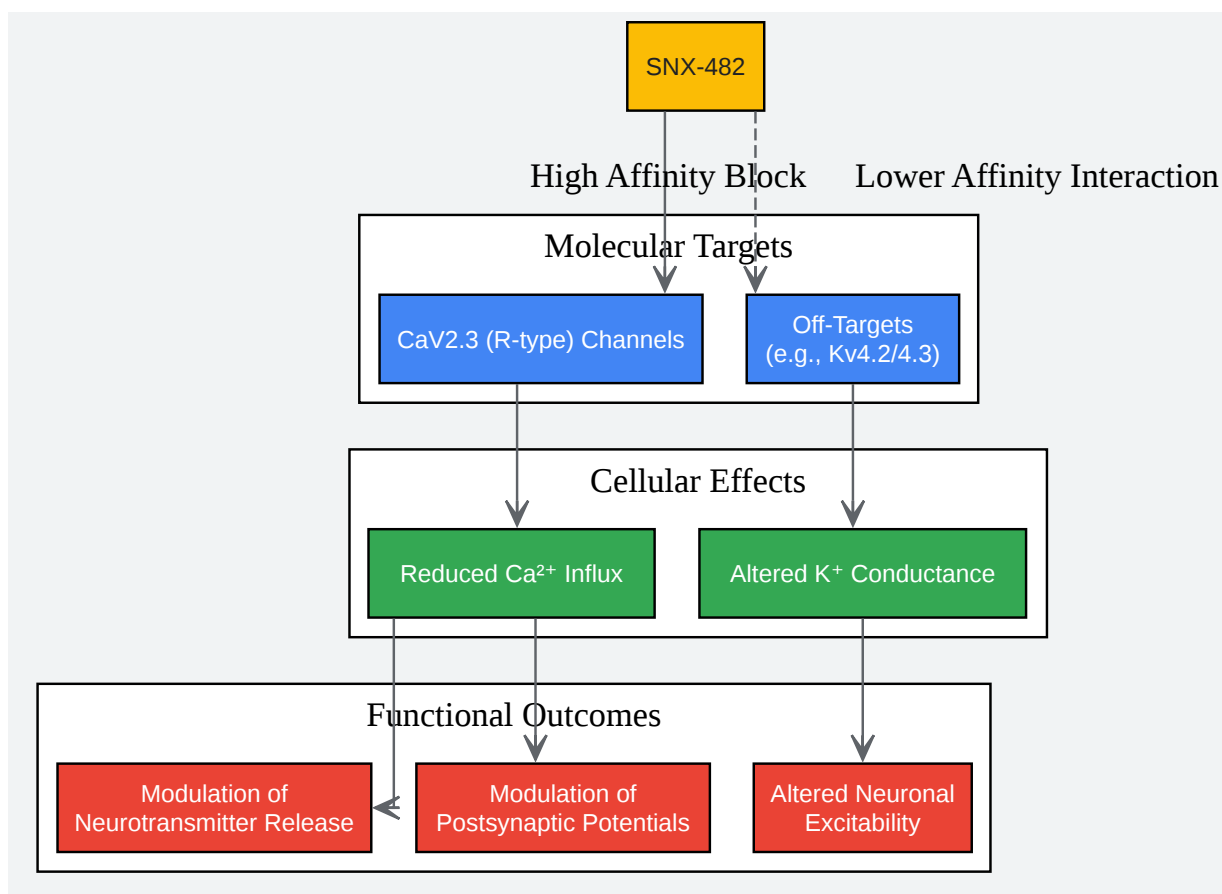 SNX-482
High Affinity Block
Lower Affinity Interaction
Molecular Targets
CaV2.3 (R-type) Channels
Off-Targets
(e.g., Kv4.2/4.3)
Cellular Effects
Reduced Ca²⁺ Influx
Altered K⁺ Conductance
Functional Outcomes
Modulation of
Neurotransmitter Release
Modulation of
Postsynaptic Potentials
Altered Neuronal
Excitability